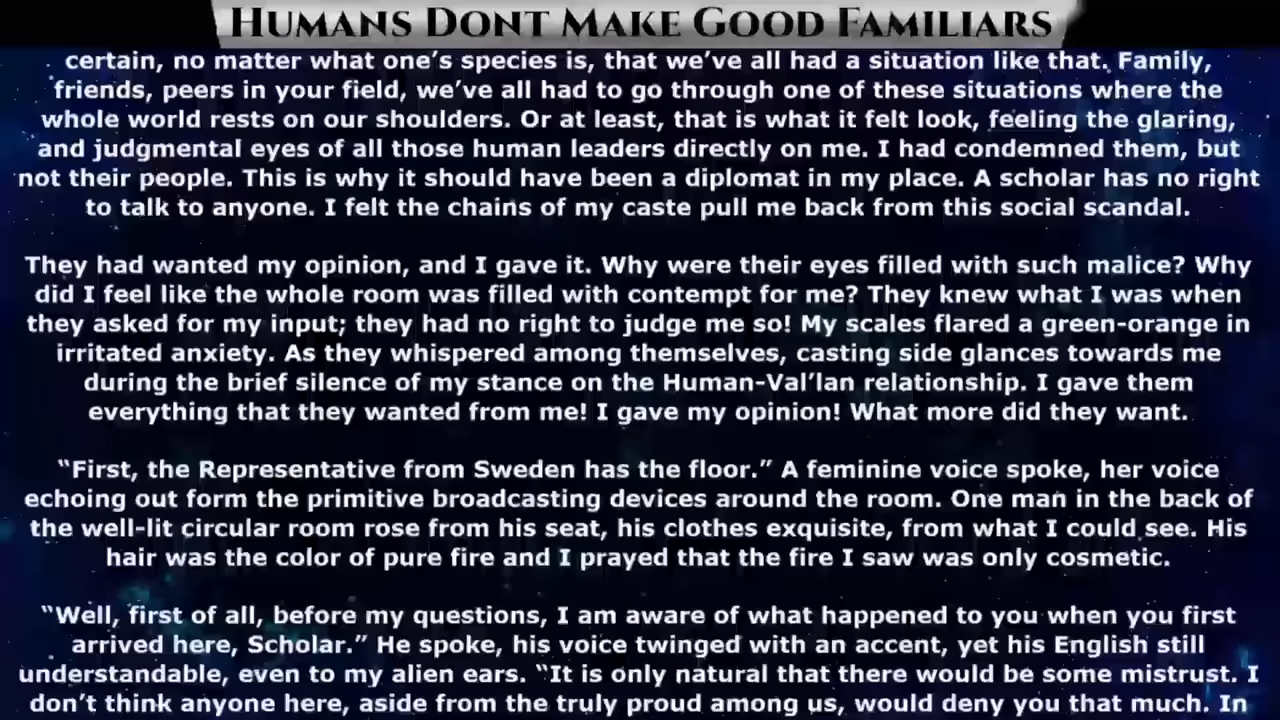 HUMANS DONT MAKE GOOD FAMILIARS
certain, no matter what one’s species is, that we’ve all had a situation like that. Family,
friends, peers in your field, we’ve all had to go through one of these situations where the
whole world rests on our shoulders. Or at least, that is what it felt look, feeling the glaring,
and judgmental eyes of all those human leaders directly on me. I had condemned them, but
not their people. This is why it should have been a diplomat in my place. A scholar has no right
to talk to anyone. I felt the chains of my caste pull me back from this social scandal.
They had wanted my opinion, and I gave it. Why were their eyes filled with such malice? Why
did I feel like the whole room was filled with contempt for me? They knew what I was when
they asked for my input; they had no right to judge me so! My scales flared a green-orange in
irritated anxiety. As they whispered among themselves, casting side glances towards me
during the brief silence of my stance on the Human-Val’lan relationship. I gave them
everything that they wanted from me! I gave my opinion! What more did they want.
“First, the Representative from Sweden has the floor.” A feminine voice spoke, her voice
echoing out form the primitive broadcasting devices around the room. One man in the back of
the well-lit circular room rose from his seat, his clothes exquisite, from what I could see. His
hair was the color of pure fire and I prayed that the fire I saw was only cosmetic.
“Well, first of all, before my questions, I am aware of what happened to you when you first
arrived here, Scholar.” He spoke, his voice twinged with an accent, yet his English still
understandable, even to my alien ears. “It is only natural that there would be some mistrust. I
don’t think anyone here, aside from the truly proud among us, would deny you that much. In